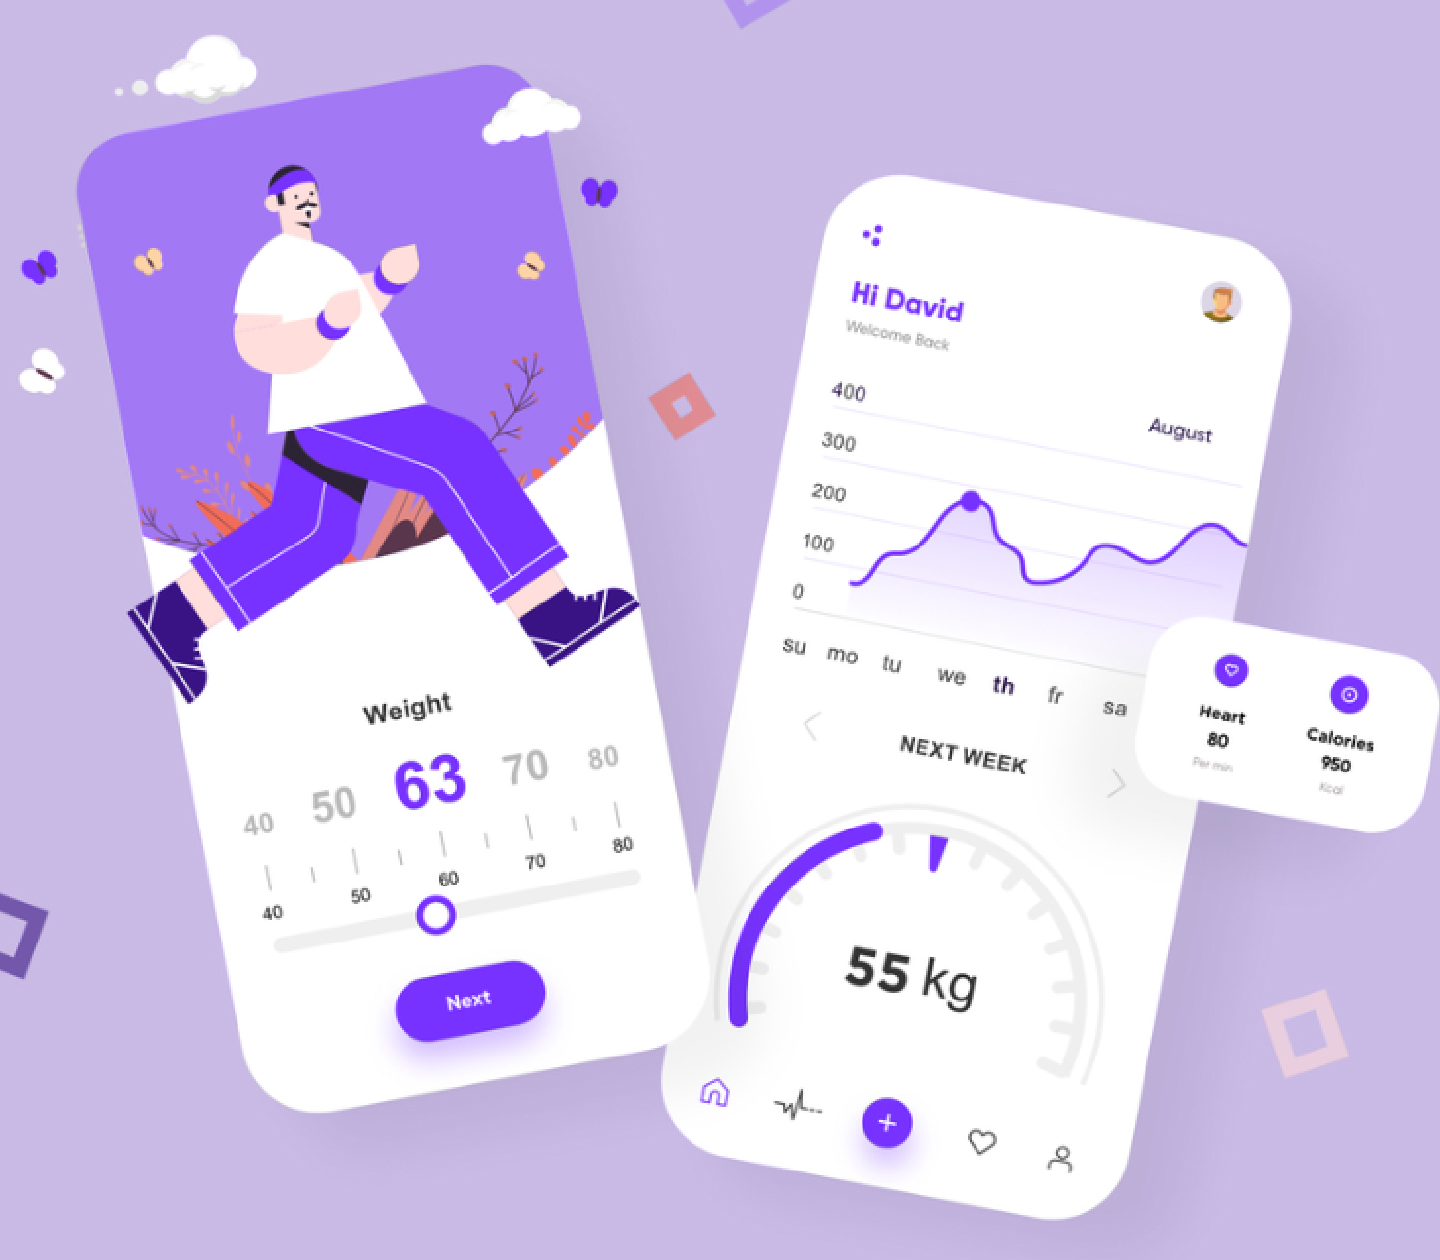 Weight
40 50 63 70 80
40 50 60 70 80
Next
Hi David
Welcome Back
August
400
300
200
100
0
su mo tu we th fr sa
NEXT WEEK
Heart
80
Per min
Calories
950
Kcal
55 kg